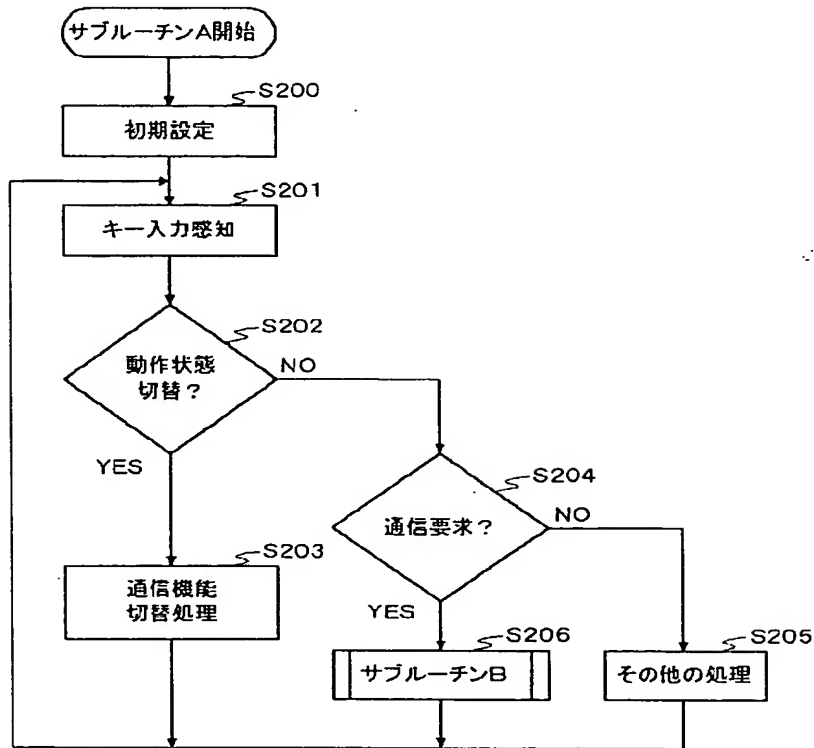 サブルーチンA開始
S200
初期設定
S201
キー入力感知
S202
動作状態
切替?
NO
YES
S204
通信要求?
NO
S203
通信機能
切替処理
YES
S206
サブルーチンB
S205
その他の処理